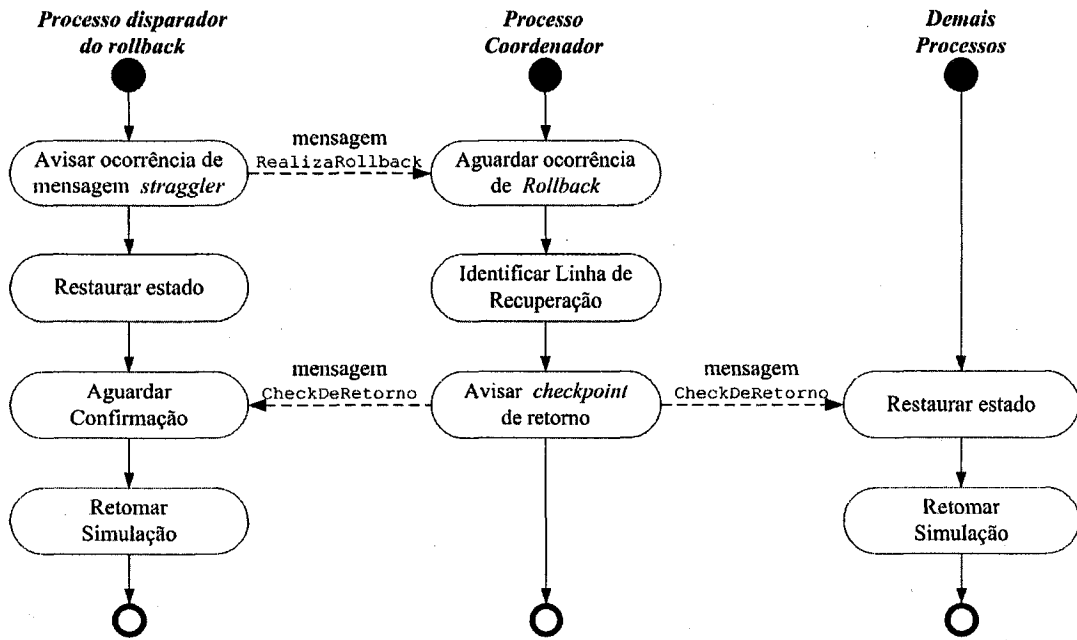 Processo disparador
do rollback
Processo
Coordenador
Demais
Processos
Avisar ocorrência de
mensagem straggler
mensagem
RealizaRollback
Aguardar ocorrência
de Rollback
Restaurar estado
Identificar Linha de
Recuperação
Aguardar
Confirmação
mensagem
CheckDeRetorno
Avisar checkpoint
de retorno
mensagem
CheckDeRetorno
Restaurar estado
Retomar
Simulação
Retomar
Simulação